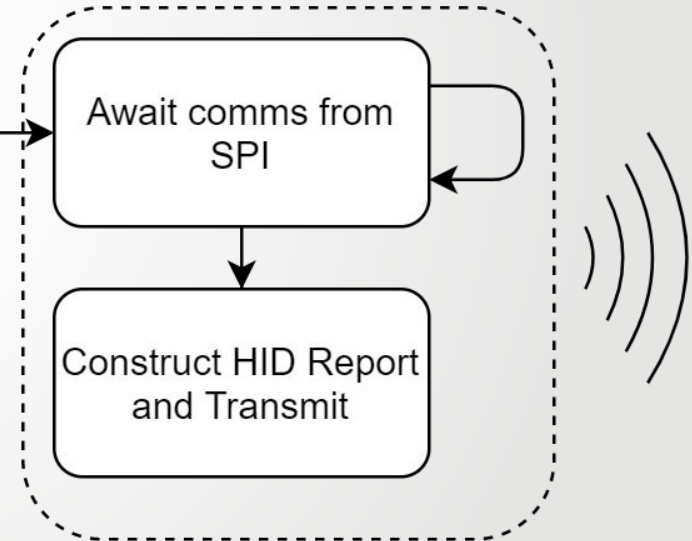 Await comms from
SPI
Construct HID Report
and Transmit